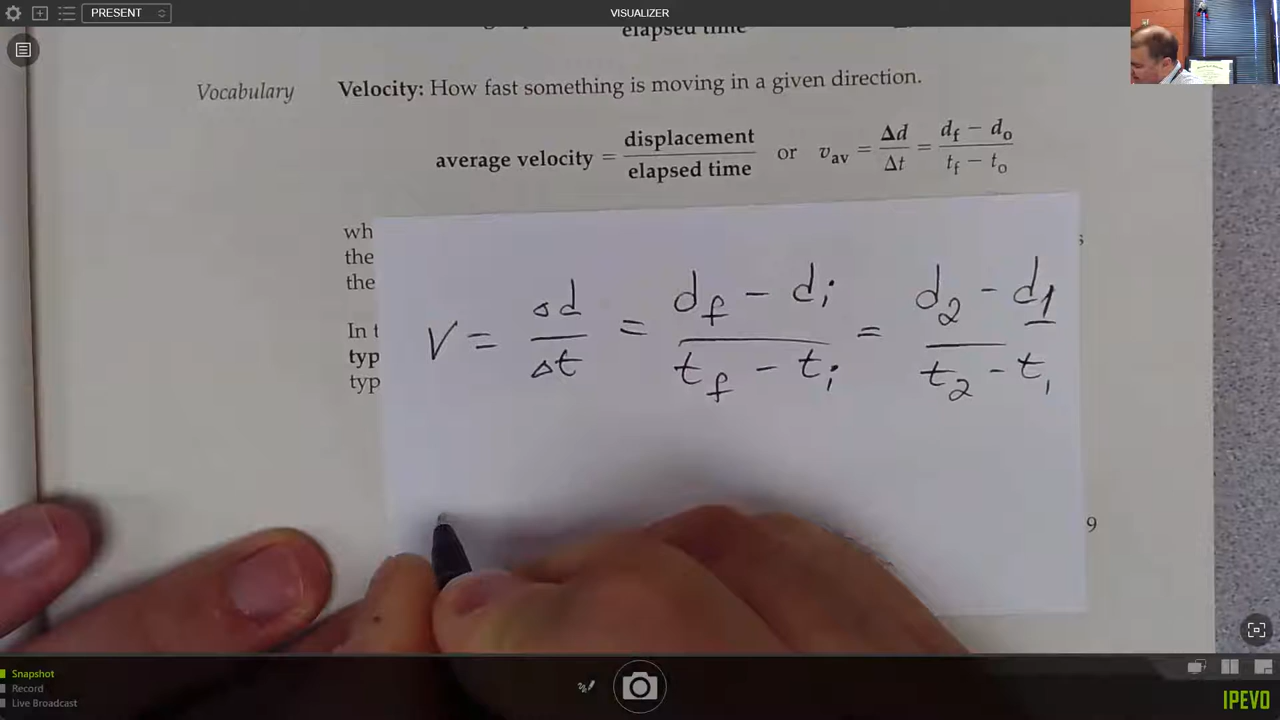 PRESENT
VISUALIZER
elapsed time
Vocabulary
Velocity: How fast something is moving in a given direction.
average velocity = displacement / elapsed time or v_av = Δd / Δt = d_f − d_o / t_f − t_o
wh
the
the
In t
typ
typ
s
V = Δd / Δt = d_f − d_i / t_f − t_i = d_2 − d_1 / t_2 − t_1
9
Snapshot
Record
Live Broadcast
IPEVO